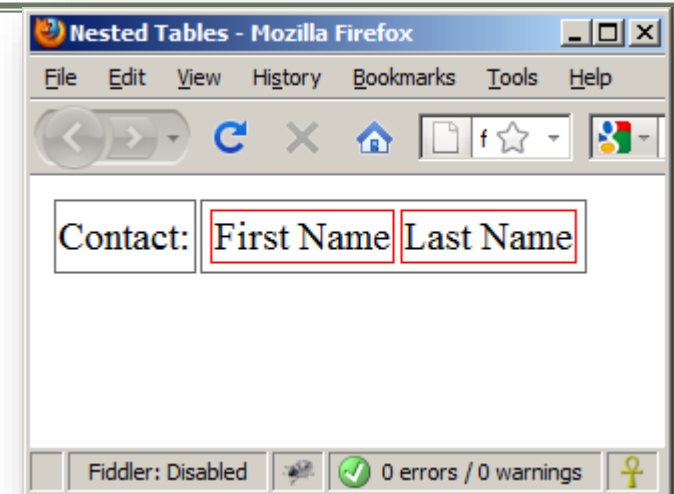 Nested Tables - Mozilla Firefox
File Edit View History Bookmarks Tools Help
f
Contact: First Name Last Name
Fiddler: Disabled 0 errors / 0 warnings